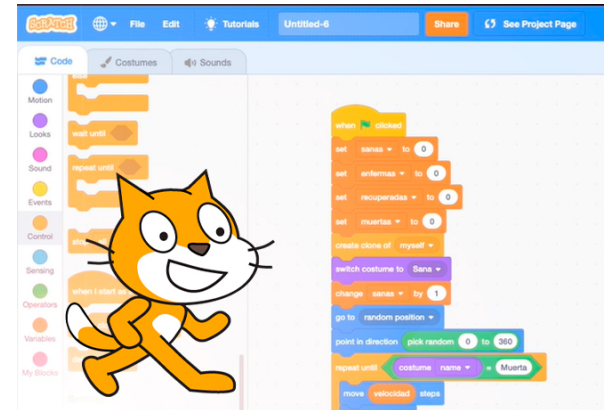 SCRATCH
File Edit Tutorials Untitled-6 Share See Project Page
Code Costumes Sounds
else
Motion
wait until
Looks
repeat until
Sound
Events
Control
Sensing
when I start as
Operators
Variables
My Blocks
when clicked
set sanas to 0
set enfermas to 0
set recuperadas to 0
set muertas to 0
create clone of myself
switch costume to Sana
change sanas by 1
go to random position
point in direction pick random 0 to 360
repeat until costume name = Muerta
move velocidad steps